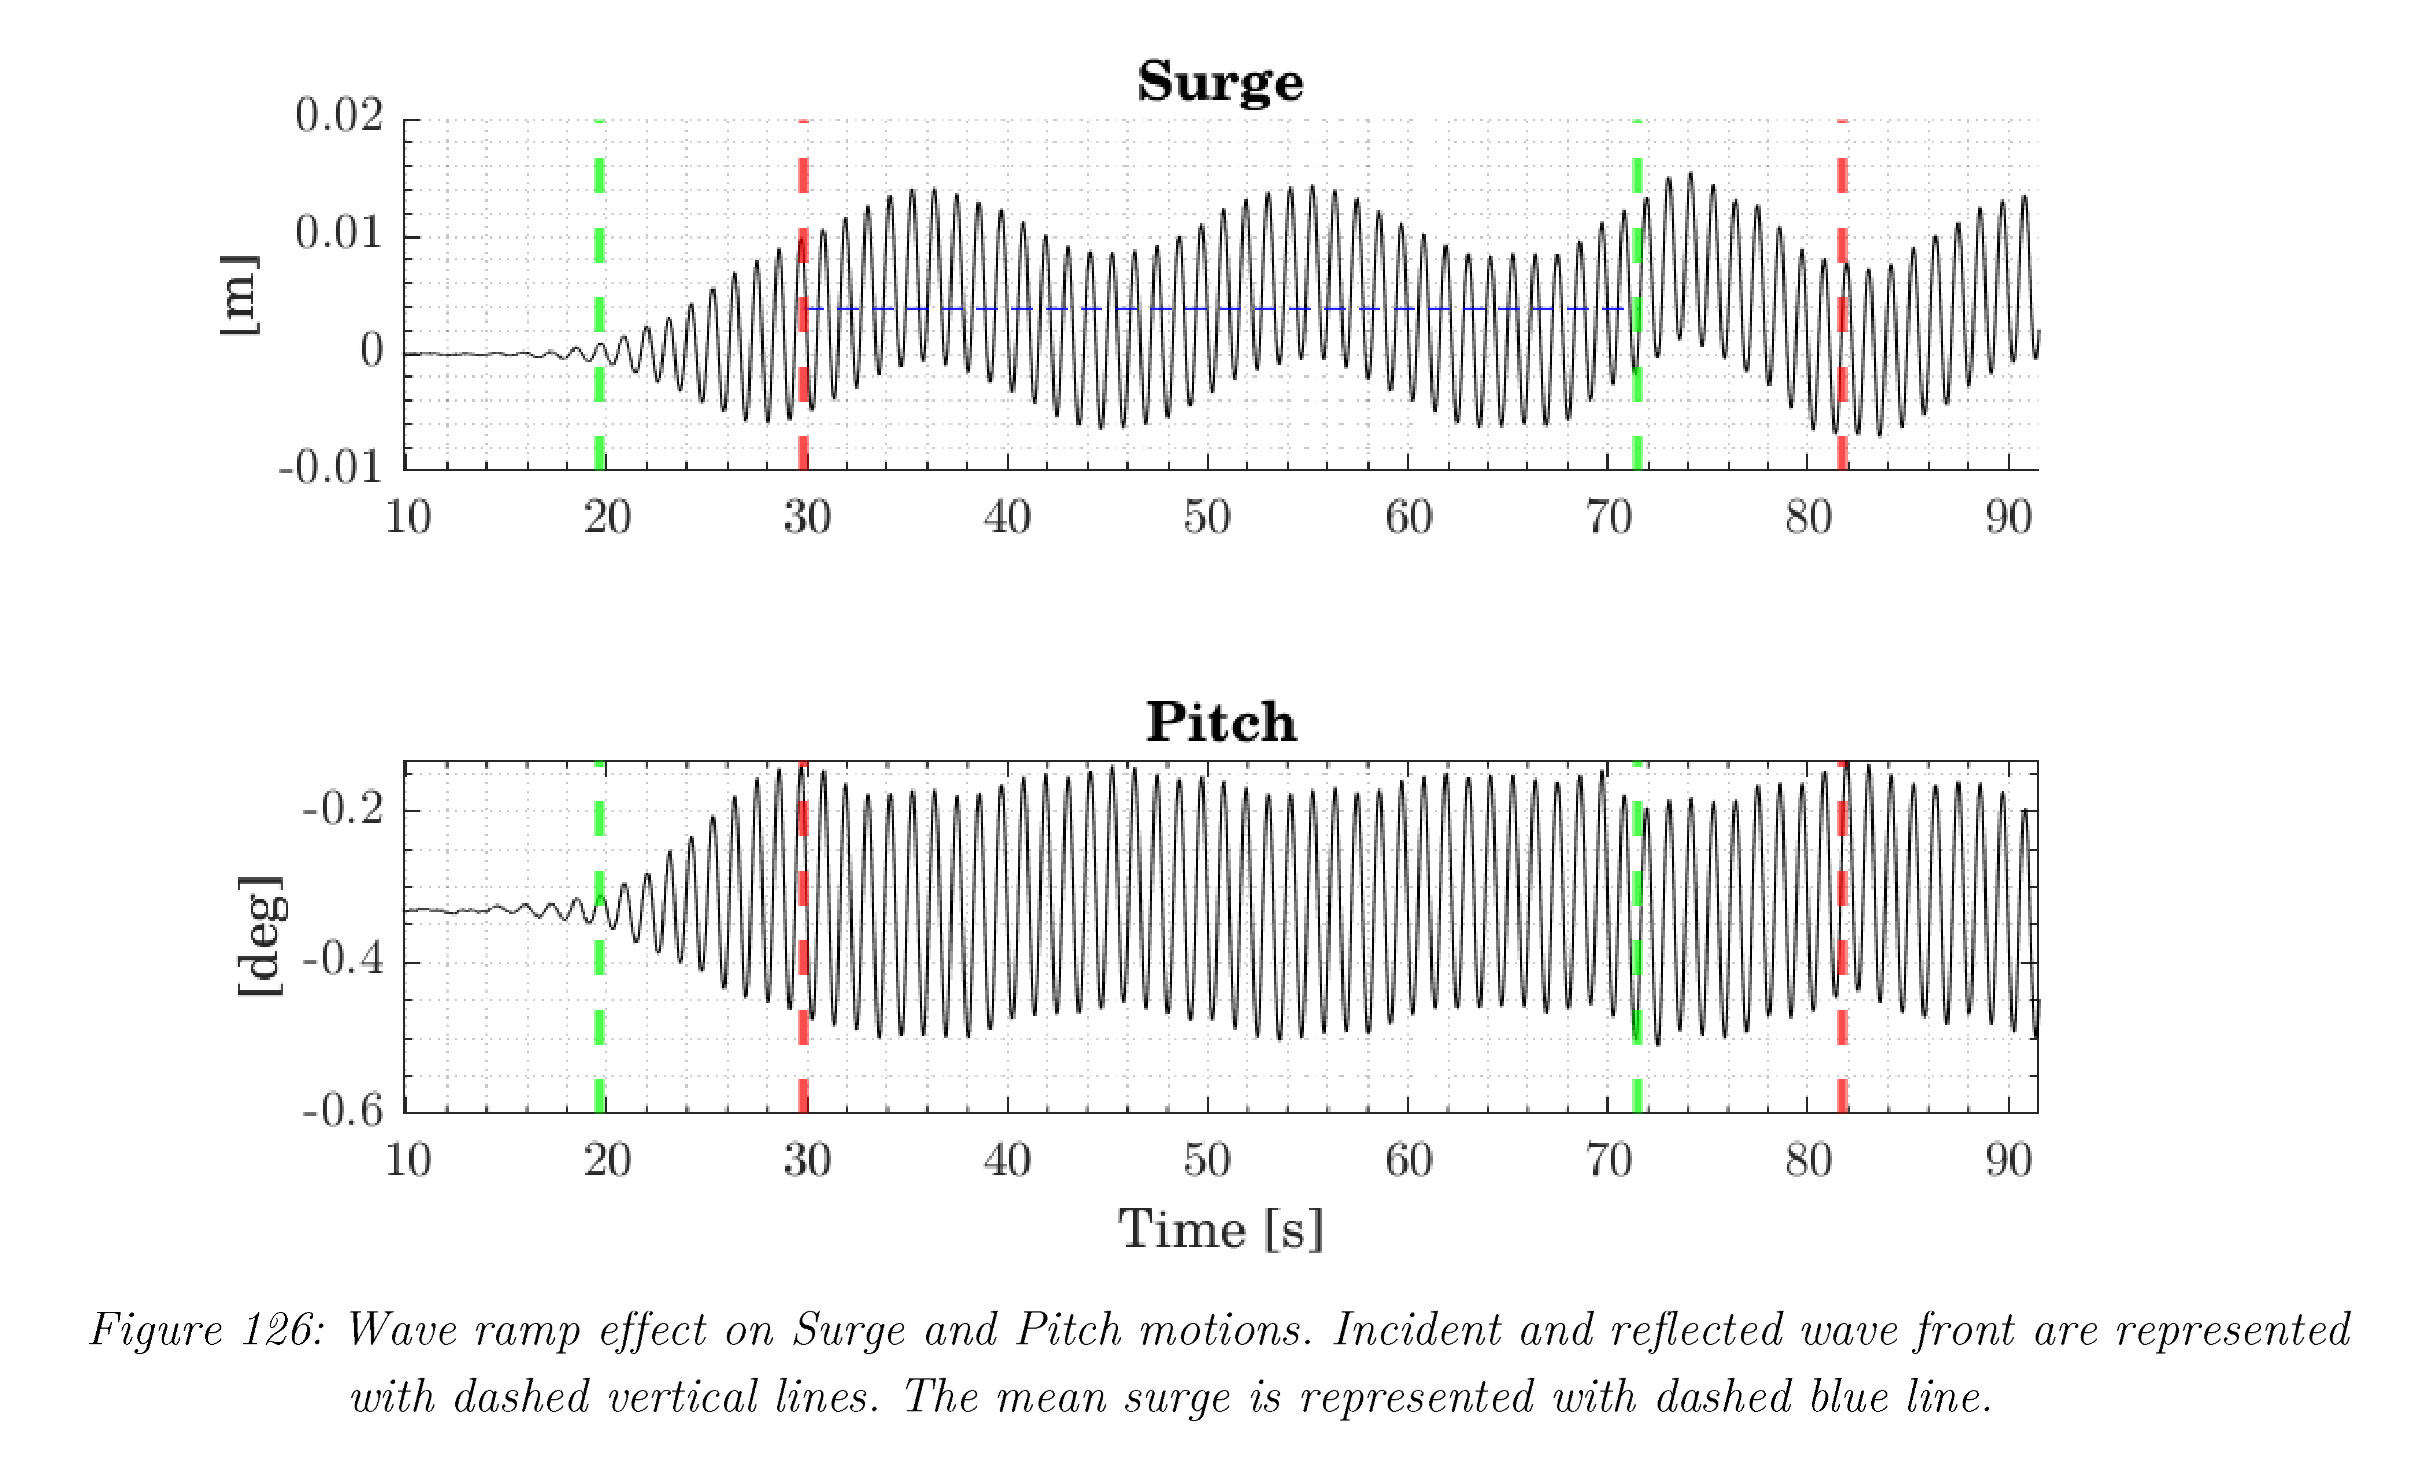 Surge
0.02
0.01
0
-0.01
[m]
10 20 30 40 50 60 70 80 90
Pitch
-0.2
-0.4
-0.6
[deg]
10 20 30 40 50 60 70 80 90
Time [s]
Figure 126: Wave ramp effect on Surge and Pitch motions. Incident and reflected wave front are represented
with dashed vertical lines. The mean surge is represented with dashed blue line.